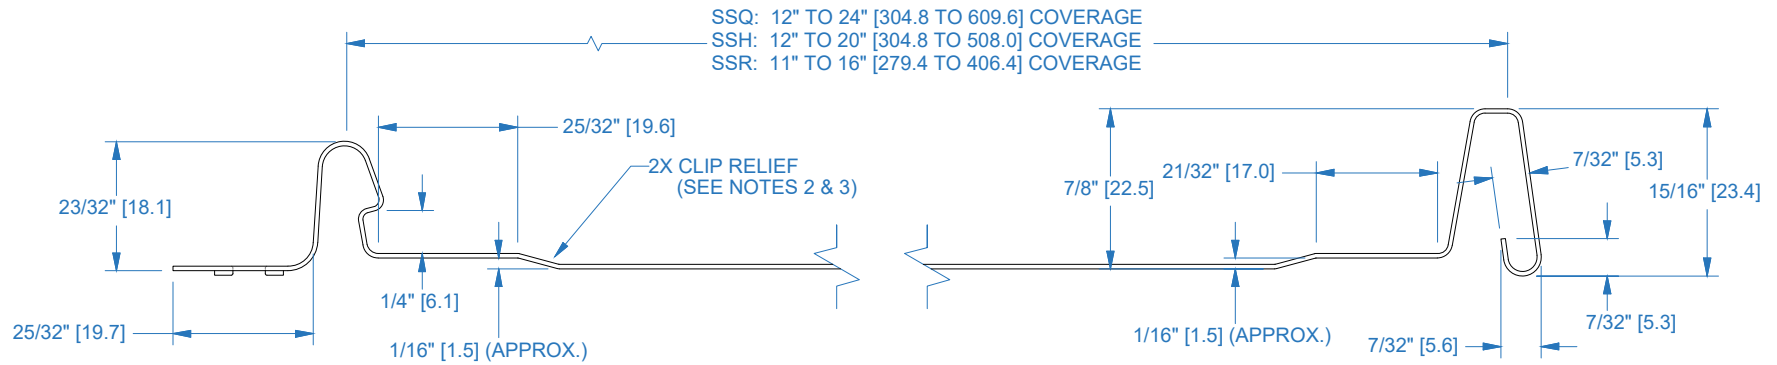 SSQ: 12" TO 24" [304.8 TO 609.6] COVERAGE
SSH: 12" TO 20" [304.8 TO 508.0] COVERAGE
SSR: 11" TO 16" [279.4 TO 406.4] COVERAGE
25/32" [19.6]
2X CLIP RELIEF
(SEE NOTES 2 & 3)
23/32" [18.1]
1/4" [6.1]
25/32" [19.7]
1/16" [1.5] (APPROX.)
7/8" [22.5]
21/32" [17.0]
7/32" [5.3]
15/16" [23.4]
1/16" [1.5] (APPROX.)
7/32" [5.6]
7/32" [5.3]